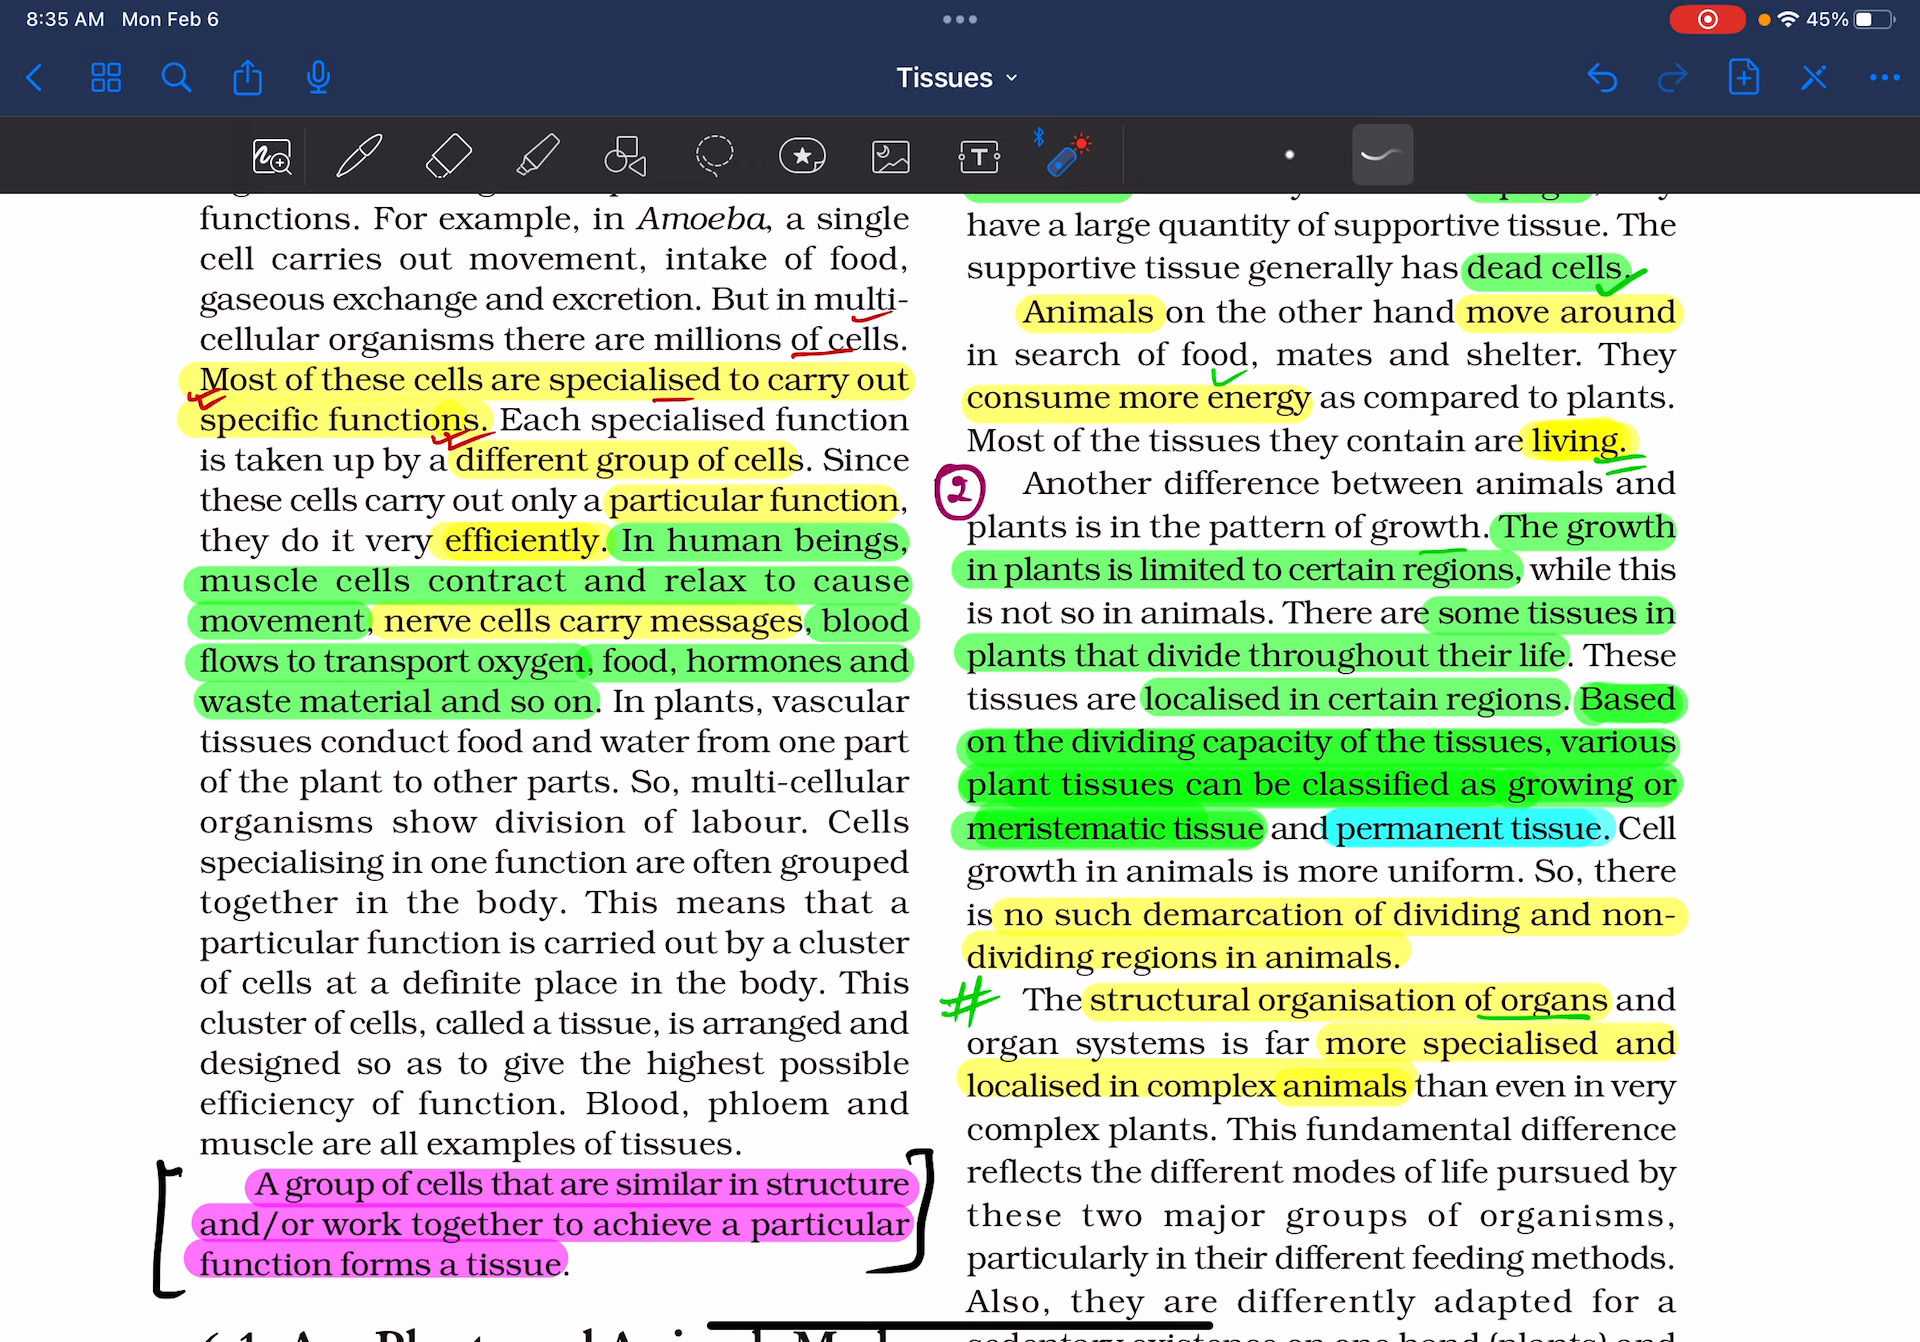 8:35 AM Mon Feb 6
45%
Tissues
functions. For example, in Amoeba, a single
cell carries out movement, intake of food,
gaseous exchange and excretion. But in multi-
cellular organisms there are millions of cells.
Most of these cells are specialised to carry out
specific functions. Each specialised function
is taken up by a different group of cells. Since
these cells carry out only a particular function,
they do it very efficiently. In human beings,
muscle cells contract and relax to cause
movement, nerve cells carry messages, blood
flows to transport oxygen, food, hormones and
waste material and so on. In plants, vascular
tissues conduct food and water from one part
of the plant to other parts. So, multi-cellular
organisms show division of labour. Cells
specialising in one function are often grouped
together in the body. This means that a
particular function is carried out by a cluster
of cells at a definite place in the body. This
cluster of cells, called a tissue, is arranged and
designed so as to give the highest possible
efficiency of function. Blood, phloem and
muscle are all examples of tissues.
A group of cells that are similar in structure
and/or work together to achieve a particular
function forms a tissue.
have a large quantity of supportive tissue. The
supportive tissue generally has dead cells.
Animals on the other hand move around
in search of food, mates and shelter. They
consume more energy as compared to plants.
Most of the tissues they contain are living.
2
Another difference between animals and
plants is in the pattern of growth. The growth
in plants is limited to certain regions, while this
is not so in animals. There are some tissues in
plants that divide throughout their life. These
tissues are localised in certain regions. Based
on the dividing capacity of the tissues, various
plant tissues can be classified as growing or
meristematic tissue and permanent tissue. Cell
growth in animals is more uniform. So, there
is no such demarcation of dividing and non-
dividing regions in animals.
# The structural organisation of organs and
organ systems is far more specialised and
localised in complex animals than even in very
complex plants. This fundamental difference
reflects the different modes of life pursued by
these two major groups of organisms,
particularly in their different feeding methods.
Also, they are differently adapted for a